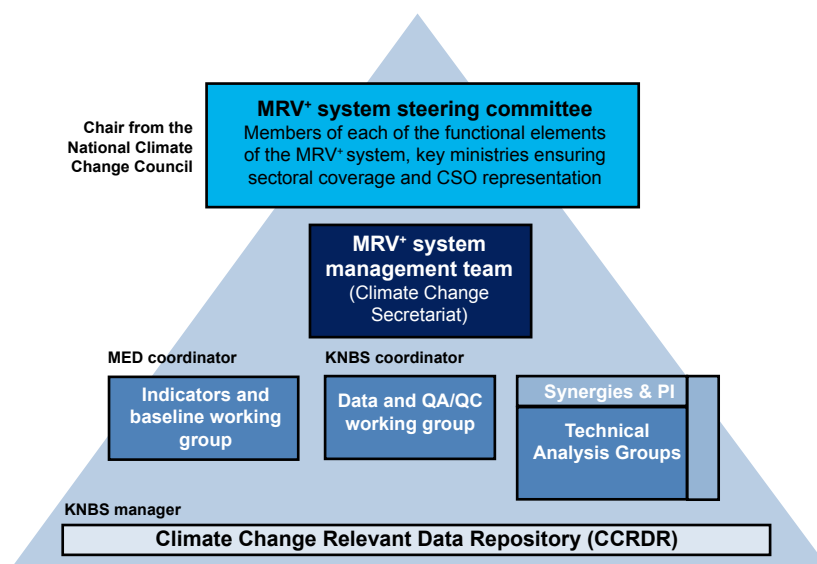 MRV⁺ system steering committee
Members of each of the functional elements
of the MRV⁺ system, key ministries ensuring
sectoral coverage and CSO representation
Chair from the
National Climate
Change Council
MRV⁺ system
management team
(Climate Change
Secretariat)
MED coordinator
Indicators and
baseline working
group
KNBS coordinator
Data and QA/QC
working group
Synergies & PI
Technical
Analysis Groups
KNBS manager
Climate Change Relevant Data Repository (CCRDR)